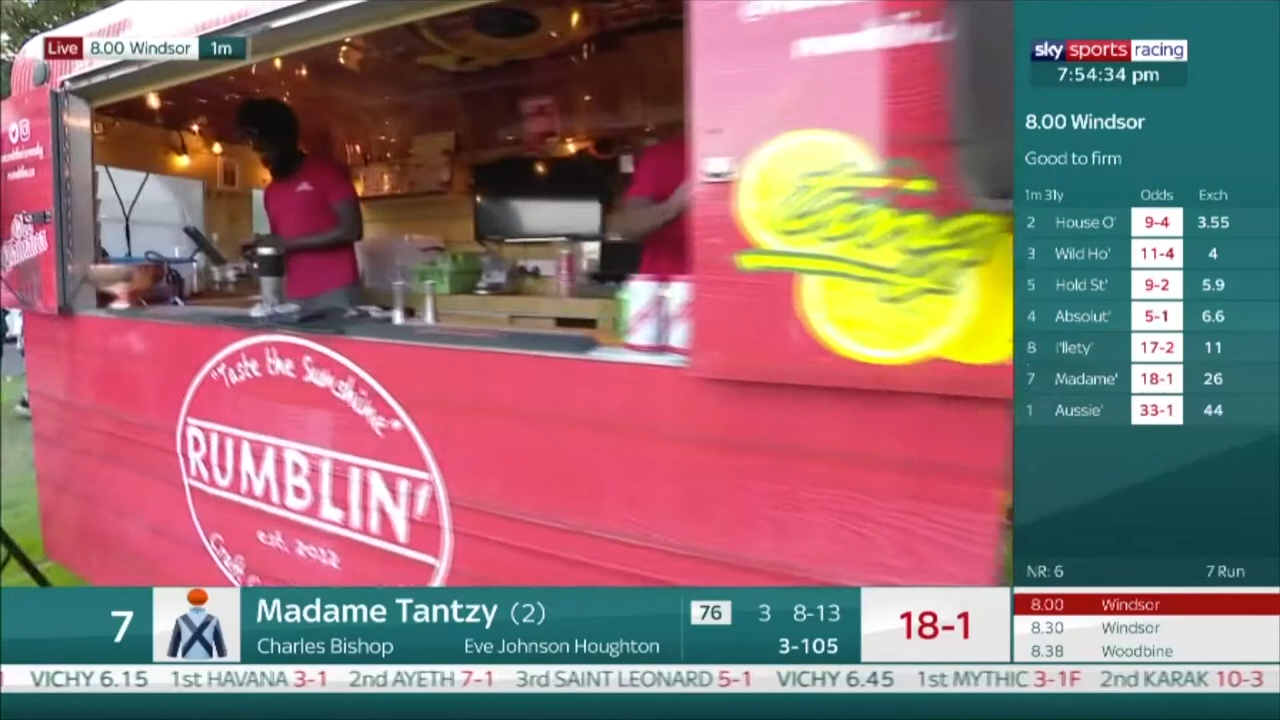 Live 8.00 Windsor 1m
sky sports racing
7:54:34 pm
8.00 Windsor
Good to firm
1m 31y Odds Exch
2 House O' 9-4 3.55
3 Wild Ho' 11-4 4
5 Hold St' 9-2 5.9
4 Absolut' 5-1 6.6
8 I'llety' 17-2 11
7 Madame' 18-1 26
1 Aussie' 33-1 44
NR: 6 7 Run
8.00 Windsor
8.30 Windsor
8.38 Woodbine
"Taste the Sunshine"
RUMBLIN'
est. 2012
7 Madame Tantzy (2) 76 3 8-13 18-1
Charles Bishop Eve Johnson Houghton 3-105
VICHY 6.15 1st HAVANA 3-1 2nd AYETH 7-1 3rd SAINT LEONARD 5-1 VICHY 6.45 1st MYTHIC 3-1F 2nd KARAK 10-3